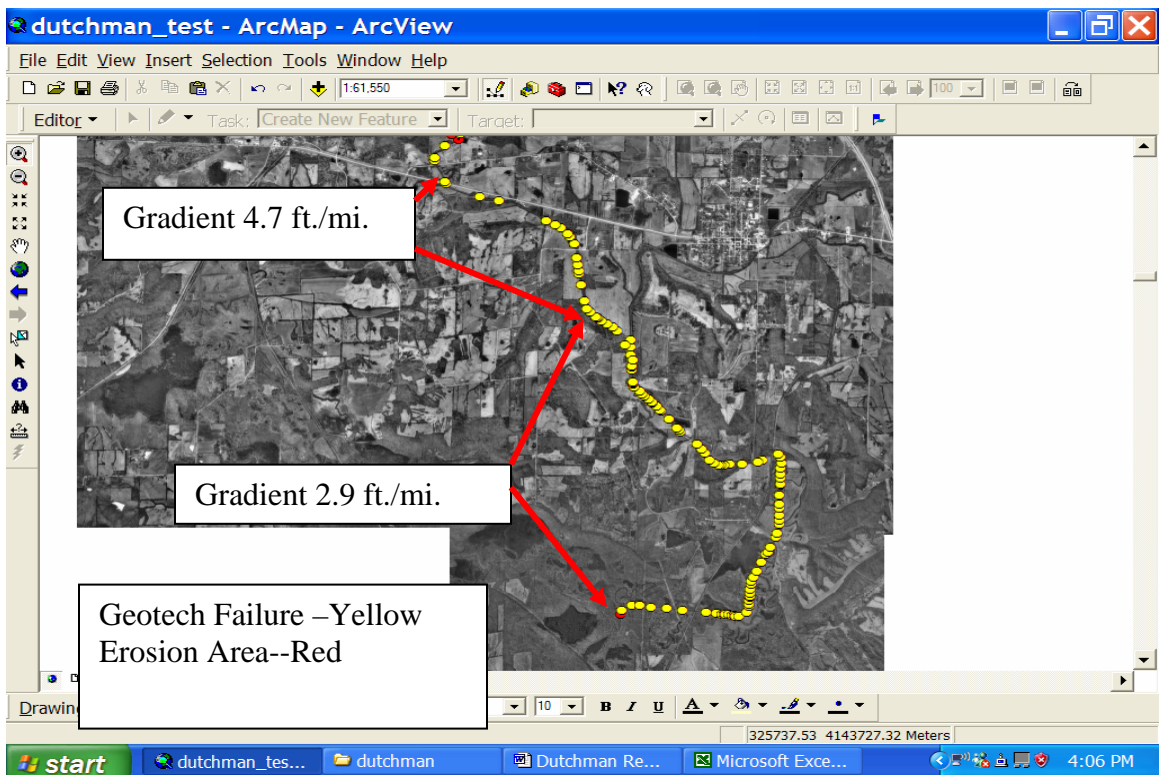 dutchman_test - ArcMap - ArcView
File Edit View Insert Selection Tools Window Help
1:61,550
100
Editor
Task: Create New Feature
Target:
Gradient 4.7 ft./mi.
Gradient 2.9 ft./mi.
Geotech Failure –Yellow
Erosion Area--Red
Drawin
10 B I U A
325737.53 4143727.32 Meters
start dutchman_tes... dutchman Dutchman Re... Microsoft Exce... 4:06 PM